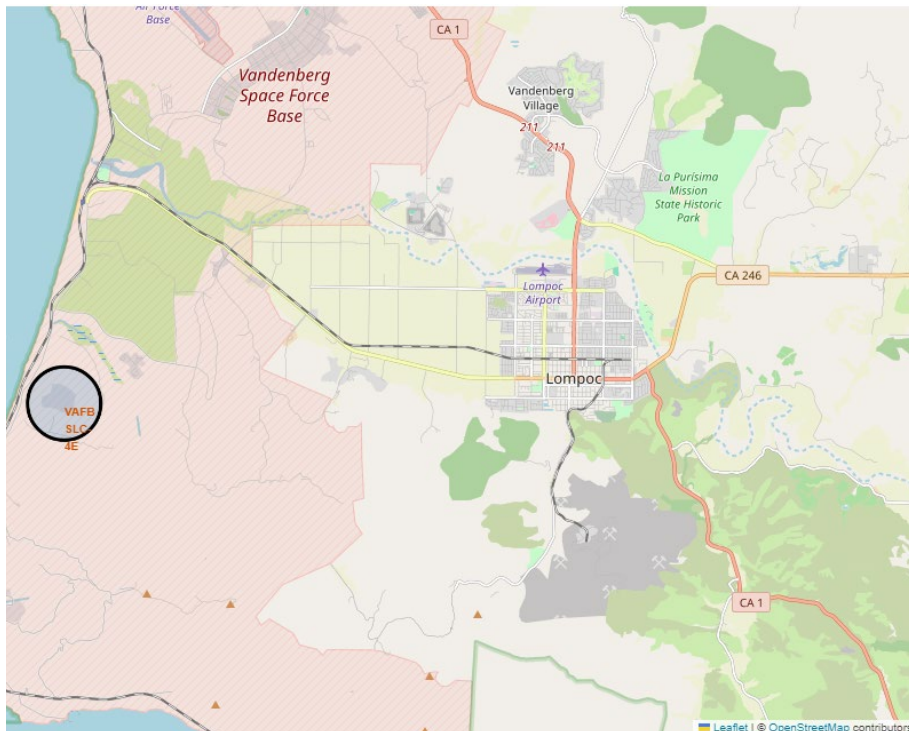 Air Force
Base
CA 1
Vandenberg
Space Force
Base
Vandenberg
Village
211
211
La Purísima
Mission
State Historic
Park
CA 246
Lompoc
Airport
Lompoc
VAFB
SLC-
4E
CA 1
Leaflet | © OpenStreetMap contributors